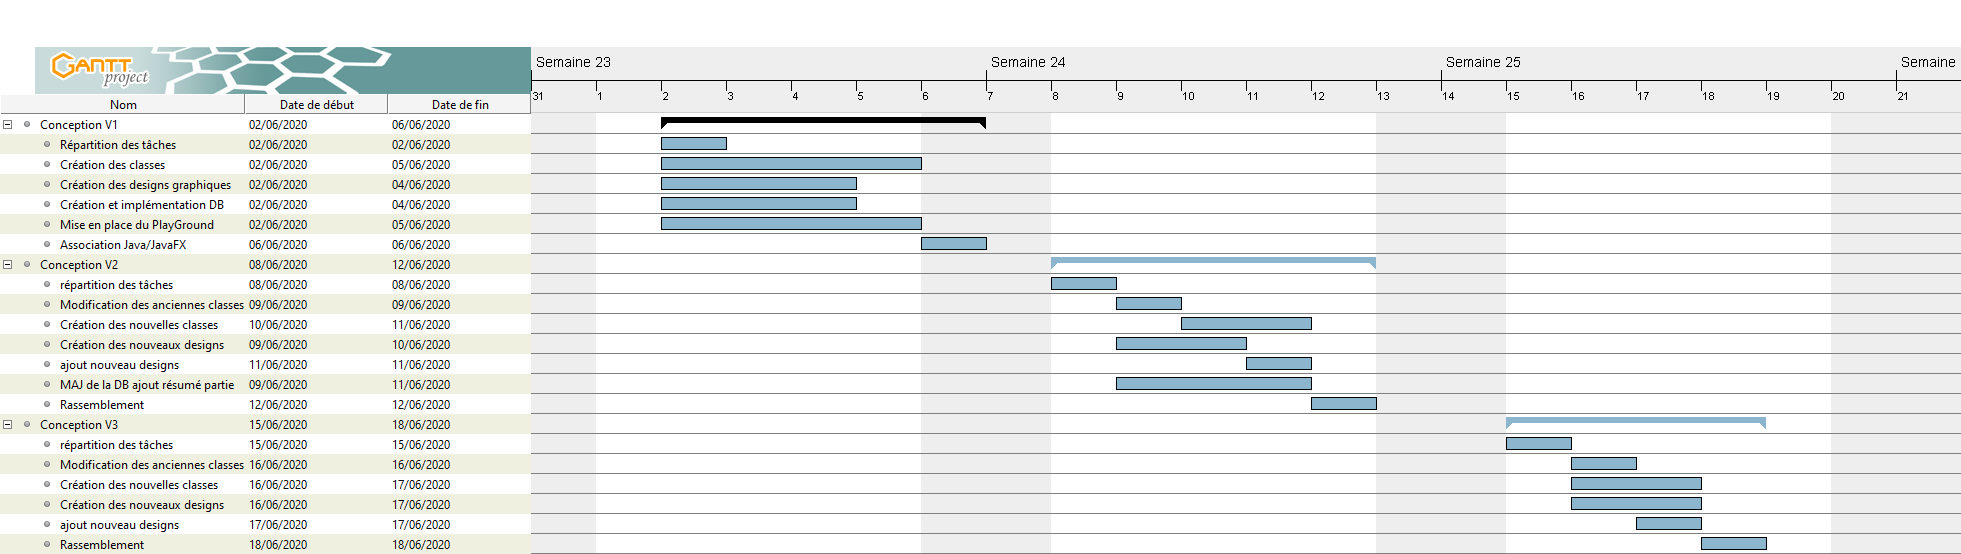 GANTT project
Semaine 23 Semaine 24 Semaine 25 Semaine
31 1 2 3 4 5 6 7 8 9 10 11 12 13 14 15 16 17 18 19 20 21
Nom Date de début Date de fin
Conception V1 02/06/2020 06/06/2020
Répartition des tâches 02/06/2020 02/06/2020
Création des classes 02/06/2020 05/06/2020
Création des designs graphiques 02/06/2020 04/06/2020
Création et implémentation DB 02/06/2020 04/06/2020
Mise en place du PlayGround 02/06/2020 05/06/2020
Association Java/JavaFX 06/06/2020 06/06/2020
Conception V2 08/06/2020 12/06/2020
répartition des tâches 08/06/2020 08/06/2020
Modification des anciennes classes 09/06/2020 09/06/2020
Création des nouvelles classes 10/06/2020 11/06/2020
Création des nouveaux designs 09/06/2020 10/06/2020
ajout nouveau designs 11/06/2020 11/06/2020
MAJ de la DB ajout résumé partie 09/06/2020 11/06/2020
Rassemblement 12/06/2020 12/06/2020
Conception V3 15/06/2020 18/06/2020
répartition des tâches 15/06/2020 15/06/2020
Modification des anciennes classes 16/06/2020 16/06/2020
Création des nouvelles classes 16/06/2020 17/06/2020
Création des nouveaux designs 16/06/2020 17/06/2020
ajout nouveau designs 17/06/2020 17/06/2020
Rassemblement 18/06/2020 18/06/2020